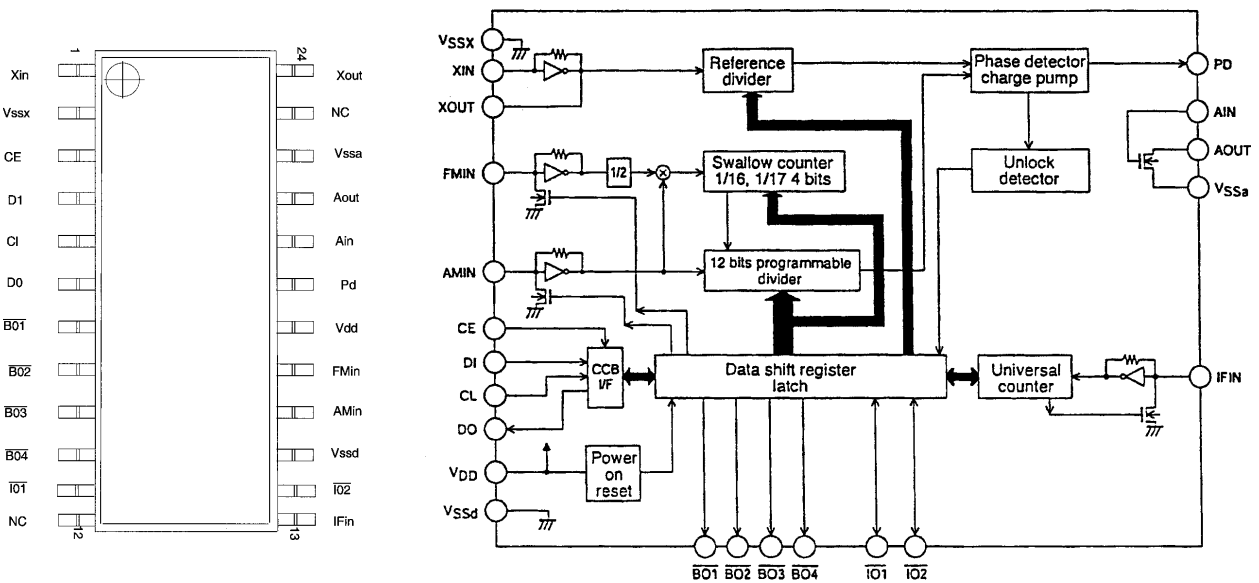 1
24
Xin
Xout
Vssx
NC
CE
Vssa
D1
Aout
CI
Ain
D0
Pd
B01
Vdd
B02
FMin
B03
AMin
B04
Vssd
I01
I02
NC
IFin
12
13
VSSX
XIN
XOUT
FMIN
AMIN
CE
DI
CL
DO
VDD
VSSd
Reference
divider
Phase detector
charge pump
PD
AIN
AOUT
VSSa
1/2
Swallow counter
1/16, 1/17 4 bits
Unlock
detector
12 bits programmable
divider
CCB
I/F
Data shift register
latch
Universal
counter
IFIN
Power
on
reset
BO1 BO2 BO3 BO4 IO1 IO2